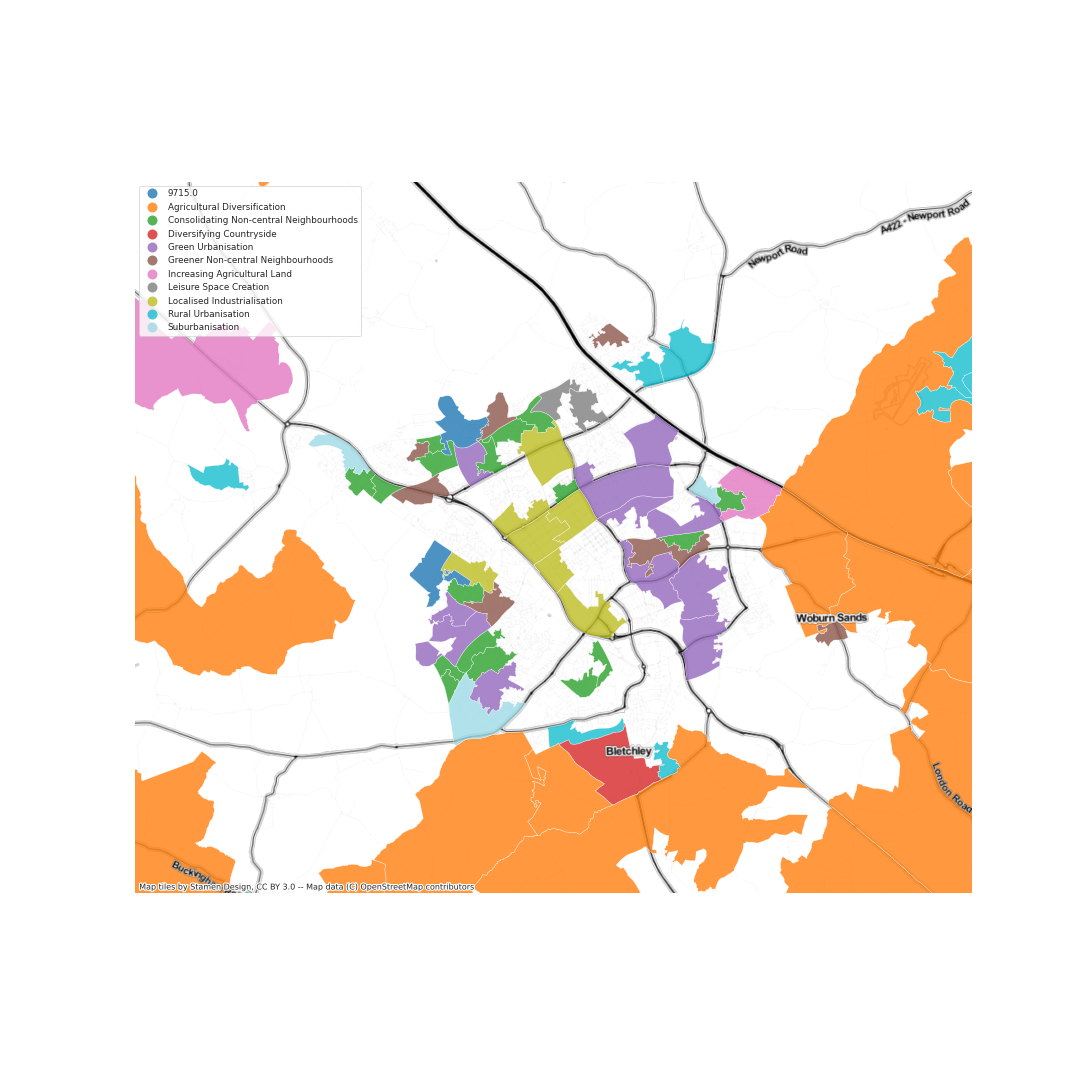 9715.0
Agricultural Diversification
Consolidating Non-central Neighbourhoods
Diversifying Countryside
Green Urbanisation
Greener Non-central Neighbourhoods
Increasing Agricultural Land
Leisure Space Creation
Localised Industrialisation
Rural Urbanisation
Suburbanisation
A422 - Newport Road
Newport Road
Woburn Sands
Bletchley
London Road
Map tiles by Stamen Design, CC BY 3.0 -- Map data (C) OpenStreetMap contributors